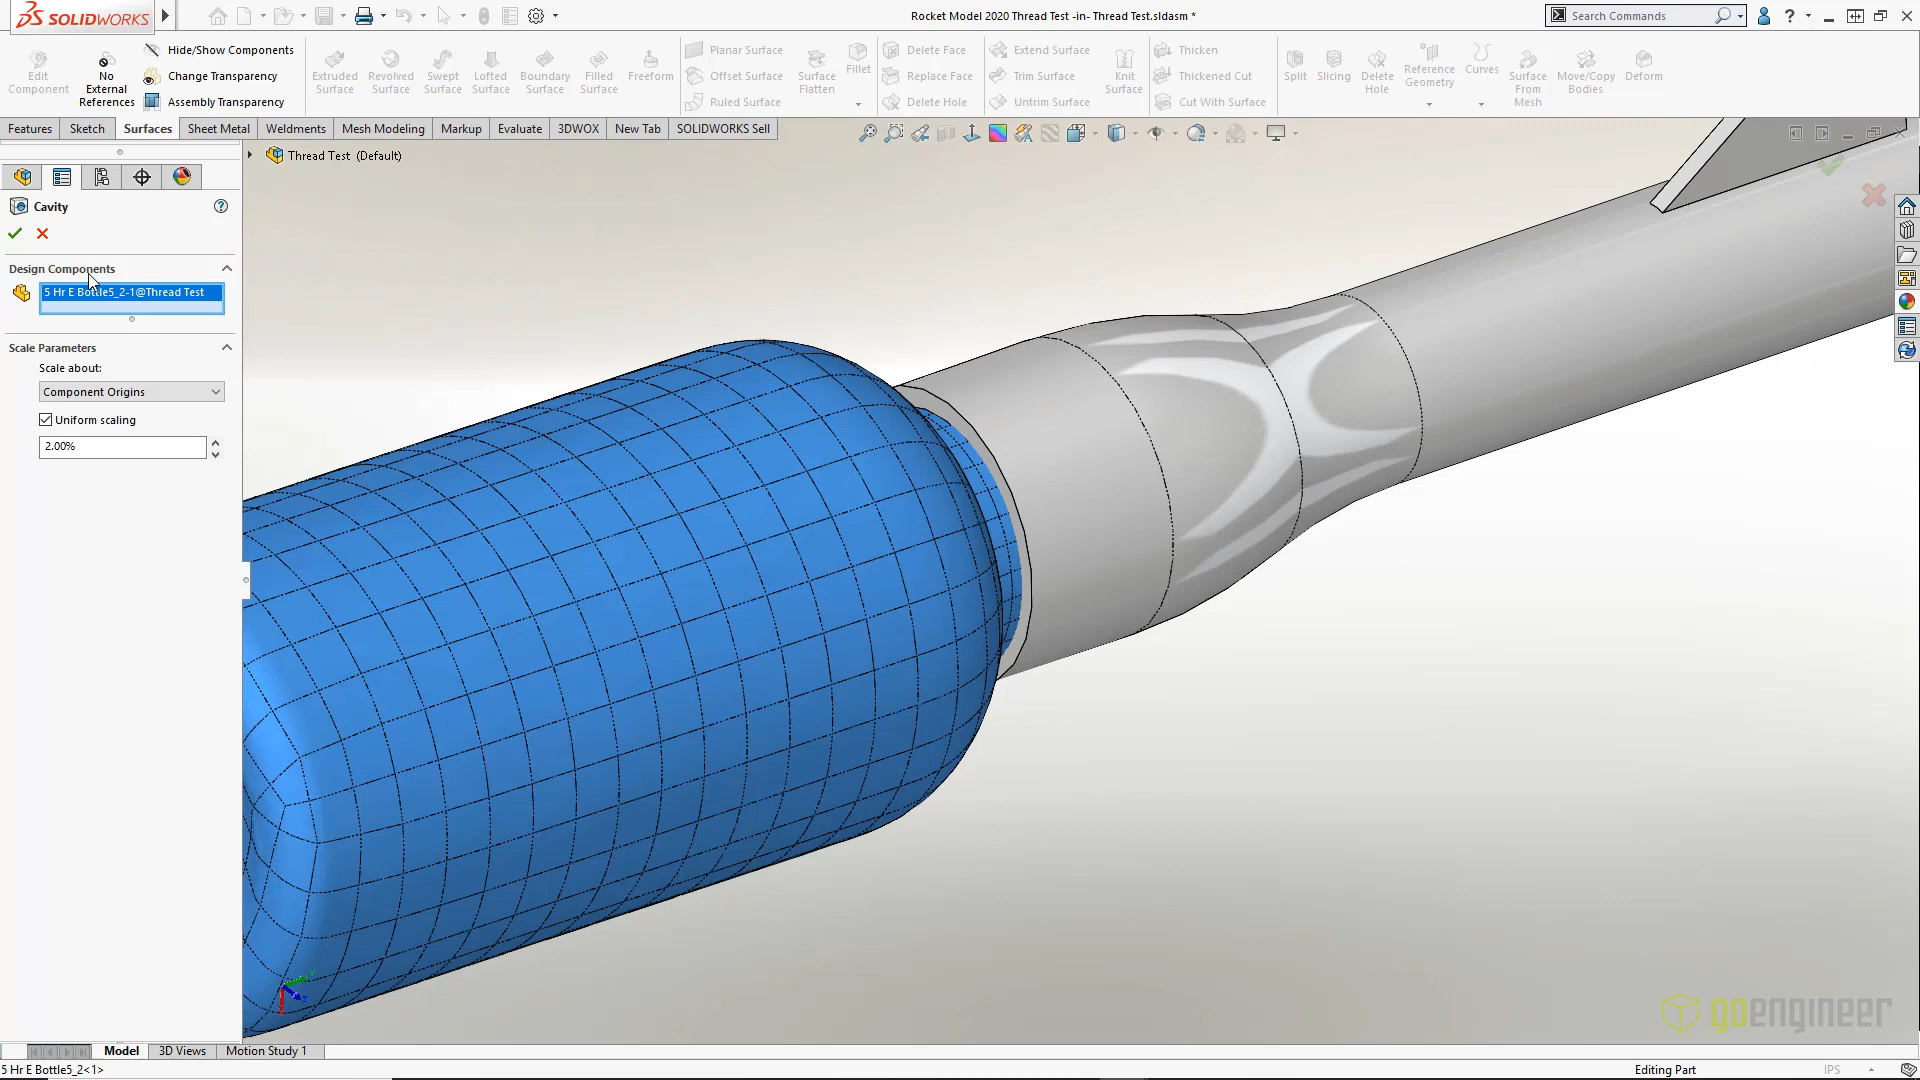 SOLIDWORKS
Rocket Model 2020 Thread Test -in- Thread Test.sldasm *
Search Commands
Edit
Component
No
External
References
Hide/Show Components
Change Transparency
Assembly Transparency
Extruded
Surface
Revolved
Surface
Swept
Surface
Lofted
Surface
Boundary
Surface
Filled
Surface
Freeform
Planar Surface
Offset Surface
Ruled Surface
Surface
Flatten
Fillet
Delete Face
Replace Face
Delete Hole
Extend Surface
Trim Surface
Untrim Surface
Knit
Surface
Thicken
Thickened Cut
Cut With Surface
Split
Slicing
Delete
Hole
Reference
Geometry
Curves
Surface
From
Mesh
Move/Copy
Bodies
Deform
Features
Sketch
Surfaces
Sheet Metal
Weldments
Mesh Modeling
Markup
Evaluate
3DWOX
New Tab
SOLIDWORKS Sell
Thread Test (Default)
Cavity
Design Components
5 Hr E Bottle5_2-1@Thread Test
Scale Parameters
Scale about:
Component Origins
Uniform scaling
2.00%
goengineer
Model
3D Views
Motion Study 1
5 Hr E Bottle5_2<1>
Editing Part
IPS